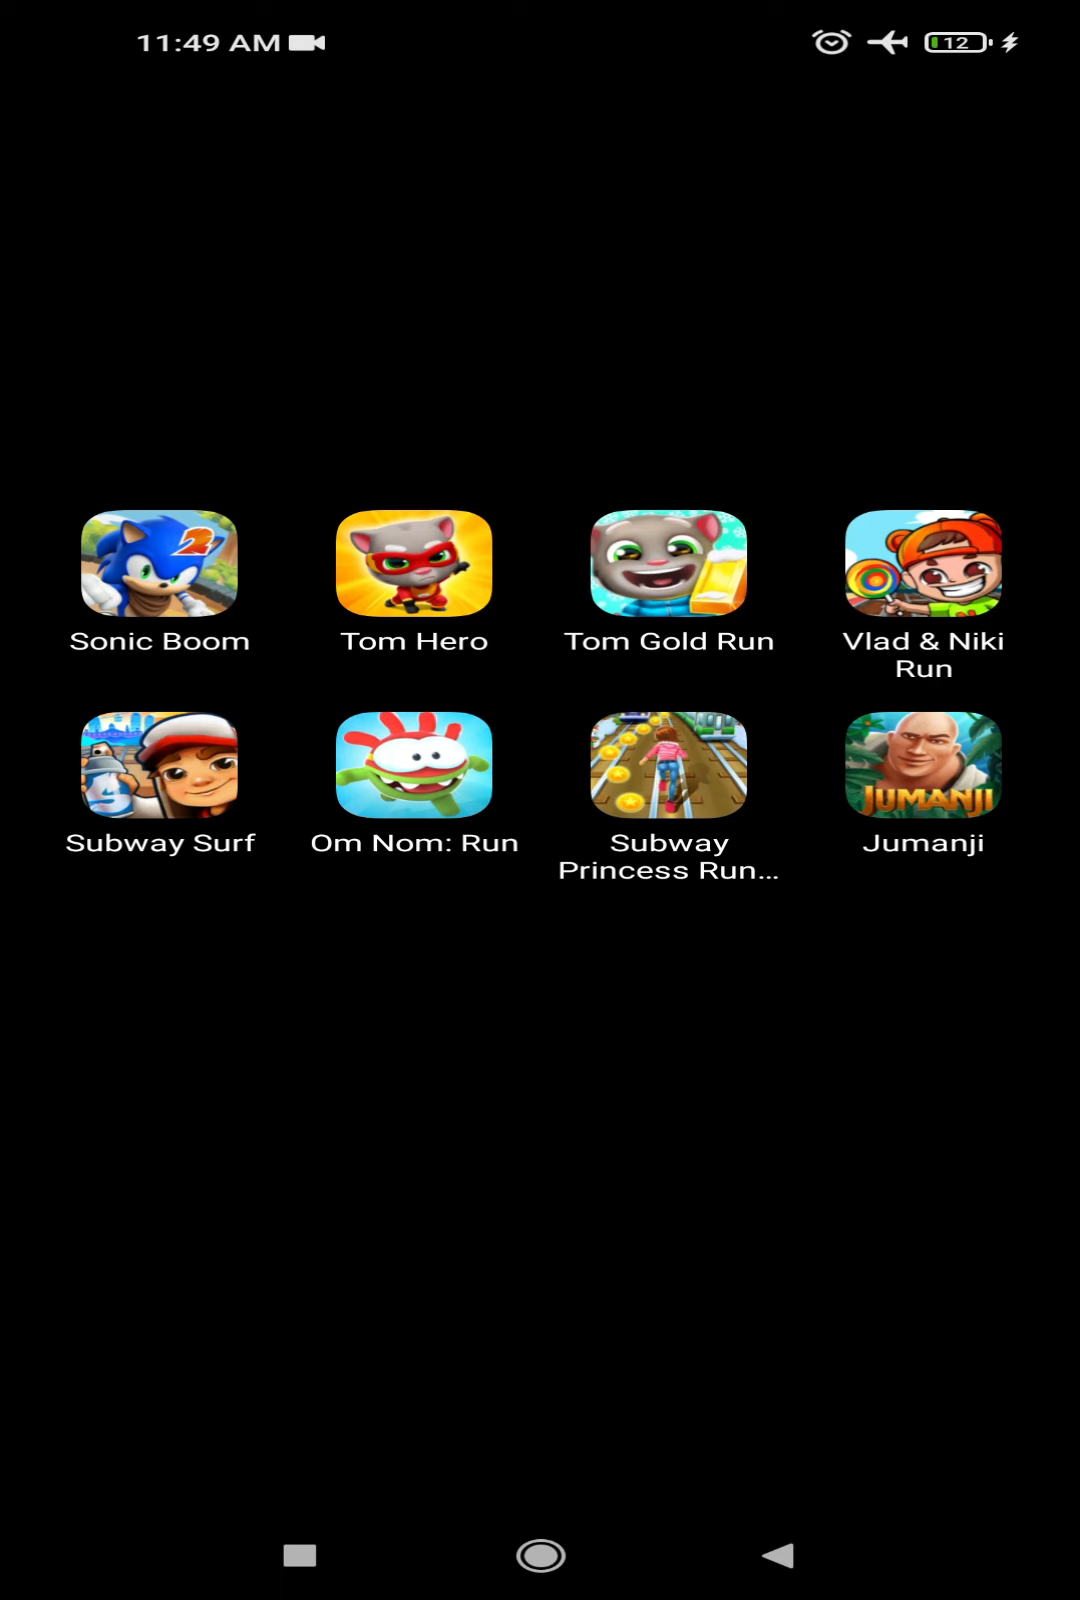 11:49 AM
12
2
Sonic Boom
Tom Hero
Tom Gold Run
Vlad & Niki
Run
JUMANJI
Subway Surf
Om Nom: Run
Subway
Princess Run...
Jumanji